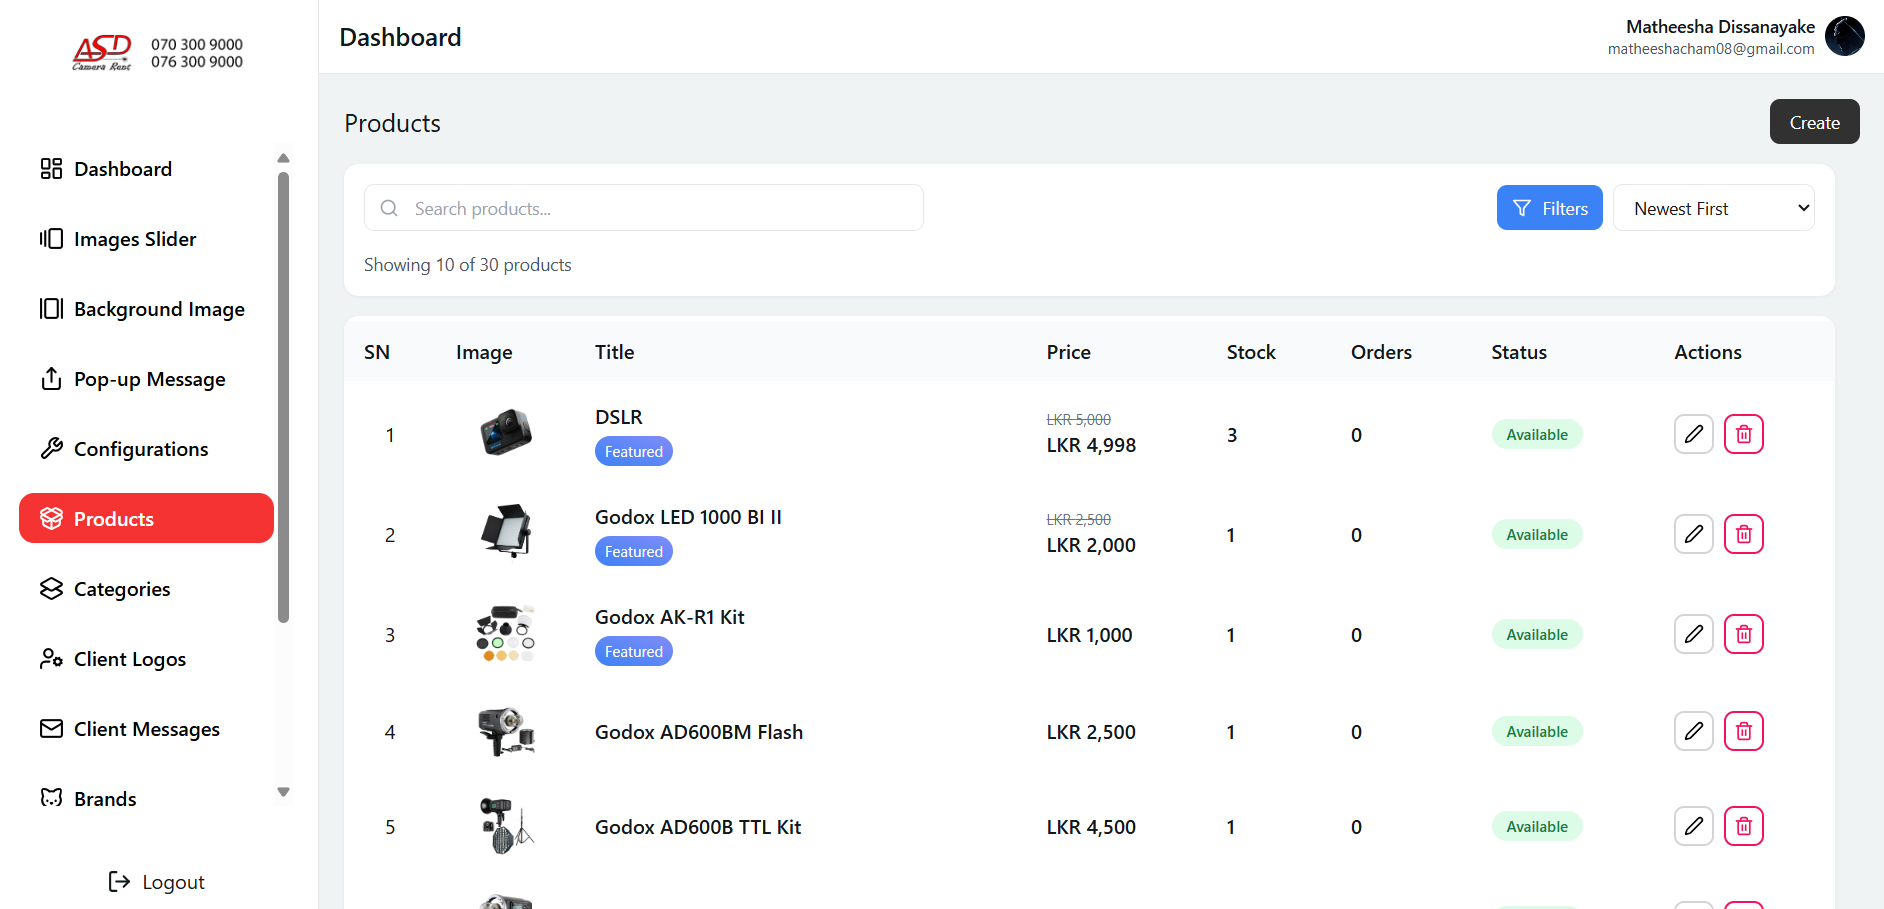 ASD
Camera Rent
070 300 9000
076 300 9000
Dashboard
Images Slider
Background Image
Pop-up Message
Configurations
Products
Categories
Client Logos
Client Messages
Brands
Logout
Dashboard
Matheesha Dissanayake
matheeshacham08@gmail.com
Products
Create
Search products...
Filters
Newest First
Showing 10 of 30 products
SN Image Title Price Stock Orders Status Actions
1 DSLR Featured LKR 5,000 LKR 4,998 3 0 Available
2 Godox LED 1000 BI II Featured LKR 2,500 LKR 2,000 1 0 Available
3 Godox AK-R1 Kit Featured LKR 1,000 1 0 Available
4 Godox AD600BM Flash LKR 2,500 1 0 Available
5 Godox AD600B TTL Kit LKR 4,500 1 0 Available